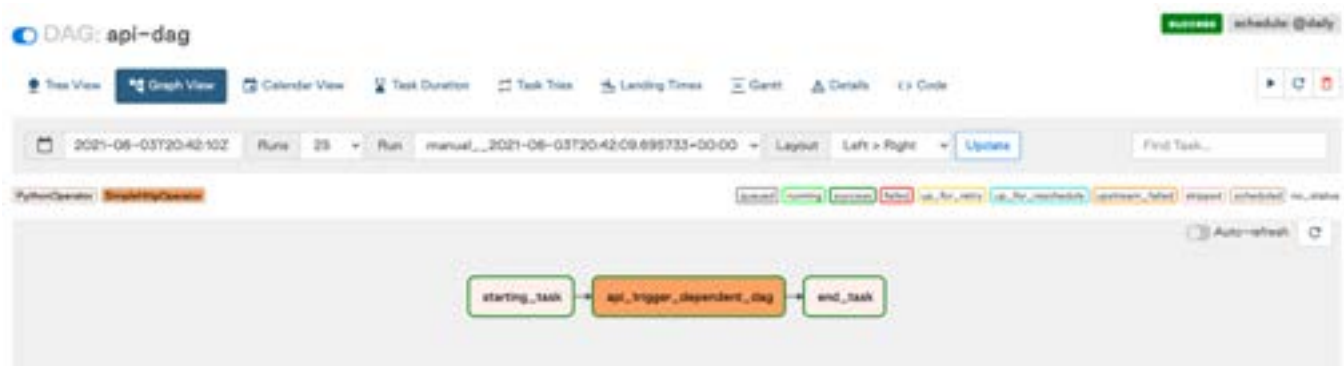 DAG: api-dag
success schedule: @daily
Tree View Graph View Calendar View Task Duration Task Tries Landing Times Gantt Details <> Code
2021-06-03T20:42:10Z Runs 25 Run manual__2021-06-03T20:42:09.695733+00:00 Layout Left > Right Update Find Task...
PythonOperator SimpleHttpOperator queued running success failed up_for_retry up_for_reschedule upstream_failed skipped scheduled no_status
Auto-refresh
starting_task api_trigger_dependent_dag end_task